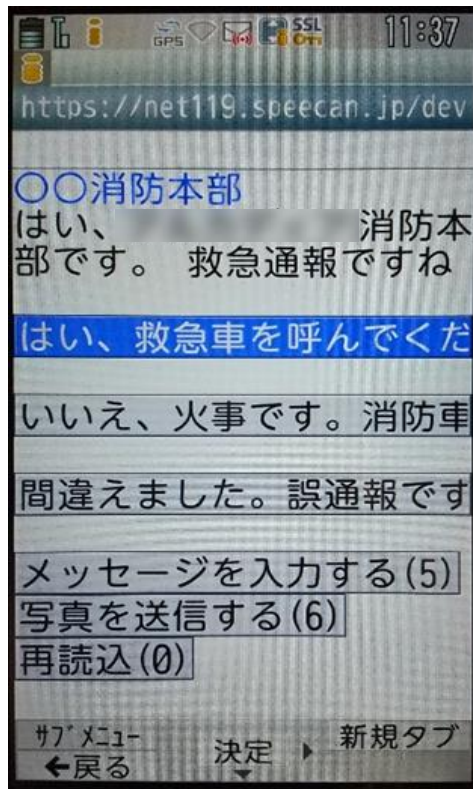 GPS SSL 11:37
https://net119.speecan.jp/dev
〇〇消防本部
はい、 消防本
部です。 救急通報ですね
はい、救急車を呼んでくだ
いいえ、火事です。消防車
間違えました。誤通報です
メッセージを入力する(5)
写真を送信する(6)
再読込(0)
ｻﾌﾞﾒﾆｭｰ 決定 新規タブ
←戻る